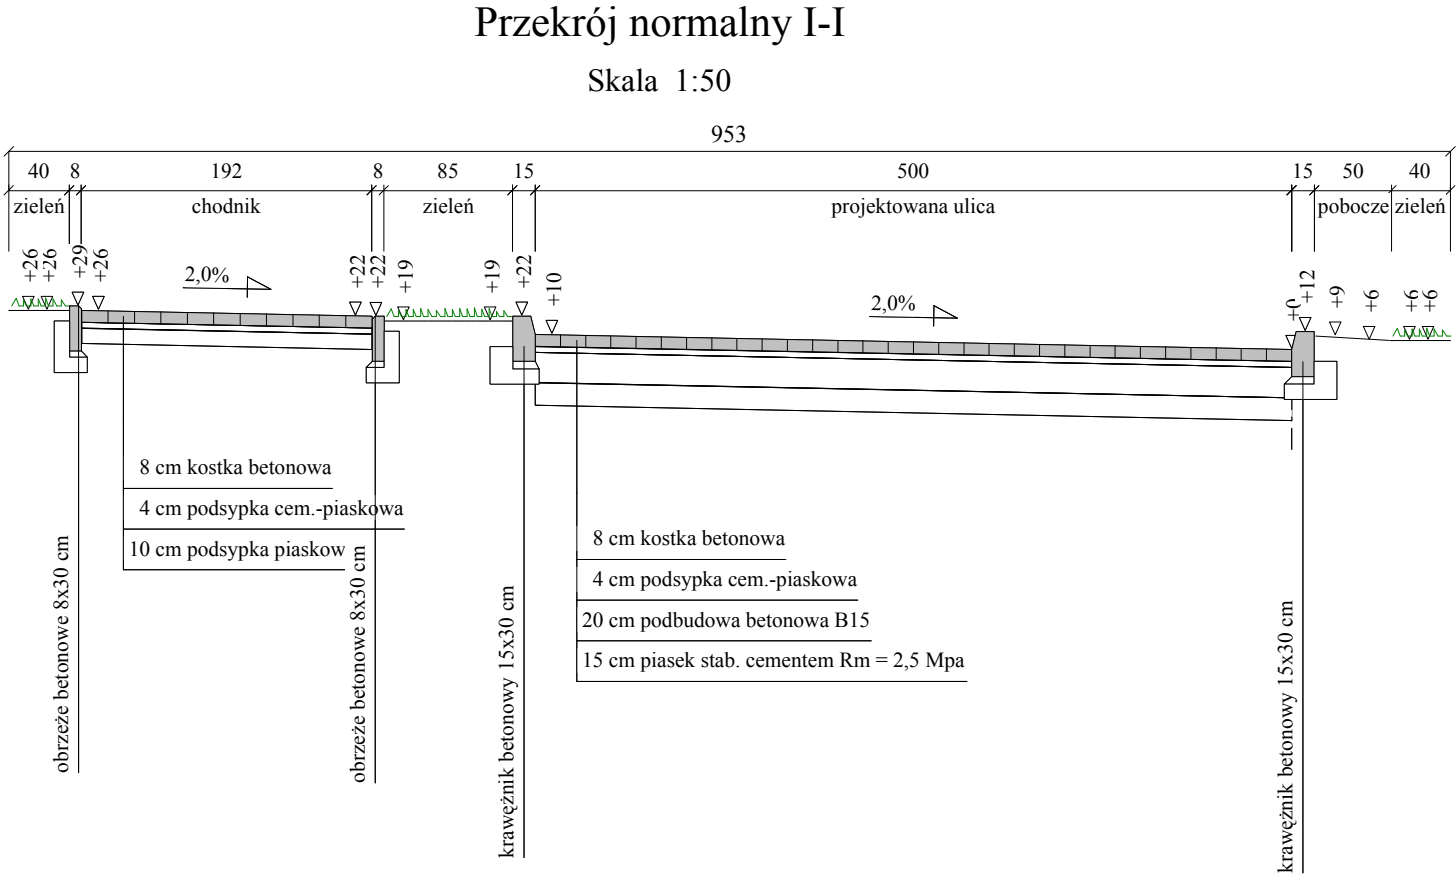 Przekrój normalny I-I
Skala 1:50
953
40 8 192 8 85 15 500 15 50 40
zieleń chodnik zieleń projektowana ulica pobocze zieleń
+26 +26 +29 +26 +22 +22 +19 +19 +22 +10 +0 +12 +9 +6 +6 +6
2,0%
2,0%
8 cm kostka betonowa
4 cm podsypka cem.-piaskowa
10 cm podsypka piaskow
8 cm kostka betonowa
4 cm podsypka cem.-piaskowa
20 cm podbudowa betonowa B15
15 cm piasek stab. cementem Rm = 2,5 Mpa
obrzeże betonowe 8x30 cm
obrzeże betonowe 8x30 cm
krawężnik betonowy 15x30 cm
krawężnik betonowy 15x30 cm